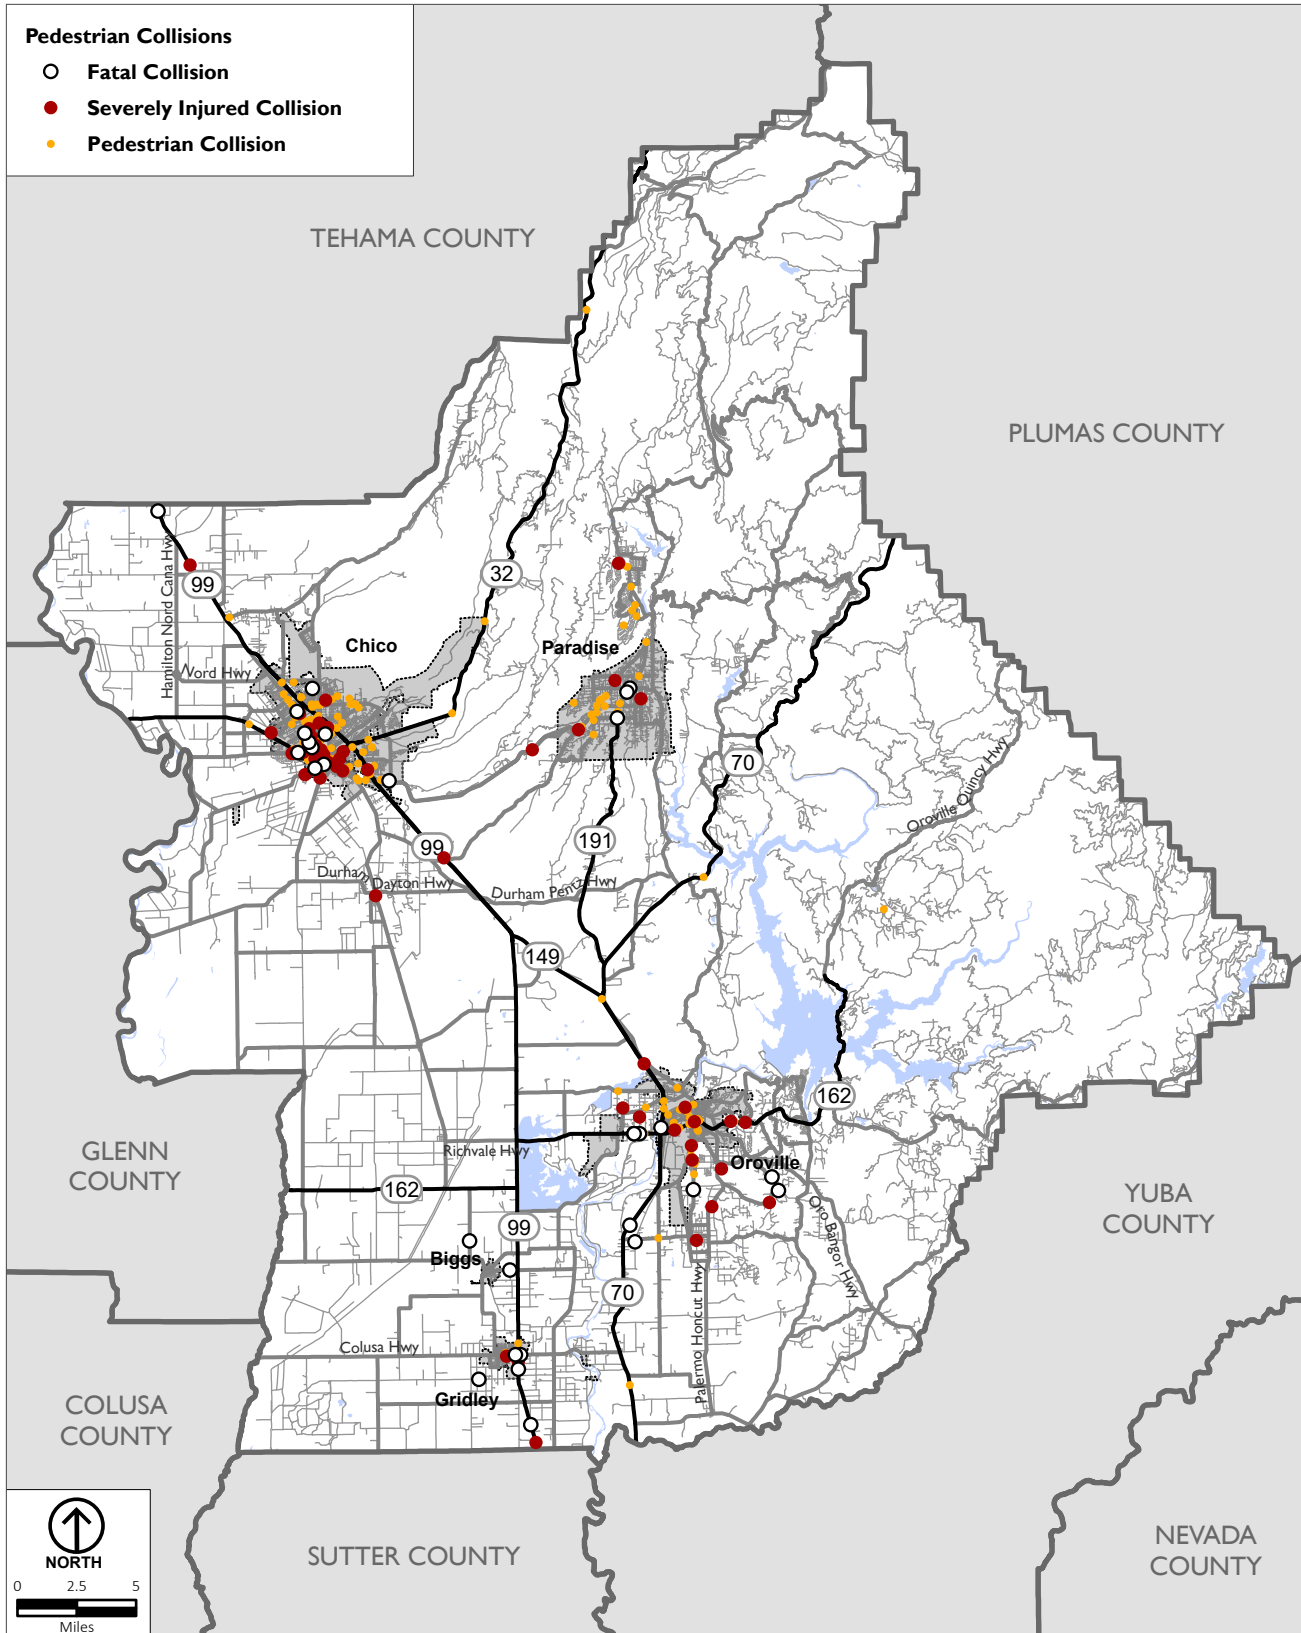 Pedestrian Collisions
Fatal Collision
Severely Injured Collision
Pedestrian Collision
TEHAMA COUNTY
PLUMAS COUNTY
Hamilton Nord Cana Hwy
99
32
Chico
Paradise
Nord Hwy
70
Oroville Quincy Hwy
99
191
Durham Dayton Hwy
Durham Pentz Hwy
149
162
GLENN
COUNTY
Richvale Hwy
Oroville
162
YUBA
COUNTY
99
Biggs
Oro Bangor Hwy
70
Palermo Honcut Hwy
Colusa Hwy
Gridley
COLUSA
COUNTY
NORTH
0 2.5 5
Miles
SUTTER COUNTY
NEVADA
COUNTY